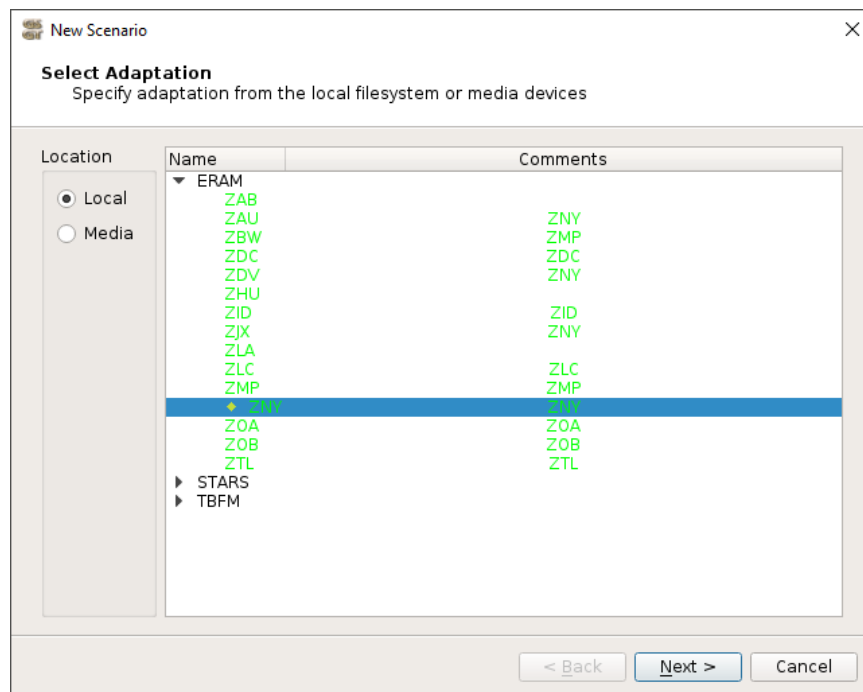 New Scenario
Select Adaptation
Specify adaptation from the local filesystem or media devices
Location
Local
Media
Name Comments
ERAM
ZAB
ZAU ZNY
ZBW ZMP
ZDC ZDC
ZDV ZNY
ZHU
ZID ZID
ZJX ZNY
ZLA
ZLC ZLC
ZMP ZMP
ZNY ZNY
ZOA ZOA
ZOB ZOB
ZTL ZTL
STARS
TBFM
< Back Next > Cancel